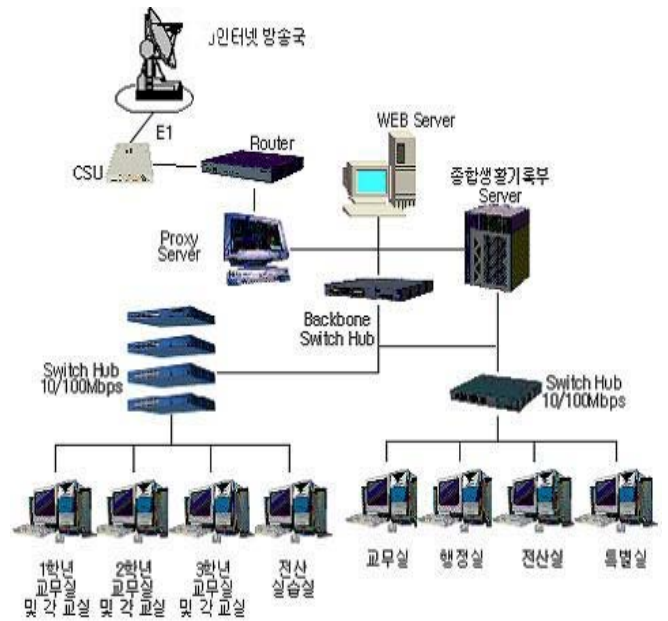 인터넷 방송국
E1
CSU
Router
WEB Server
종합생활기록부
Server
Proxy
Server
Backbone
Switch Hub
Switch Hub
10/100Mbps
Switch Hub
10/100Mbps
1학년
교무실
및 각 교실
2학년
교무실
및 각 교실
3학년
교무실
및 각 교실
전산
실습실
교무실
행정실
전산실
특별실